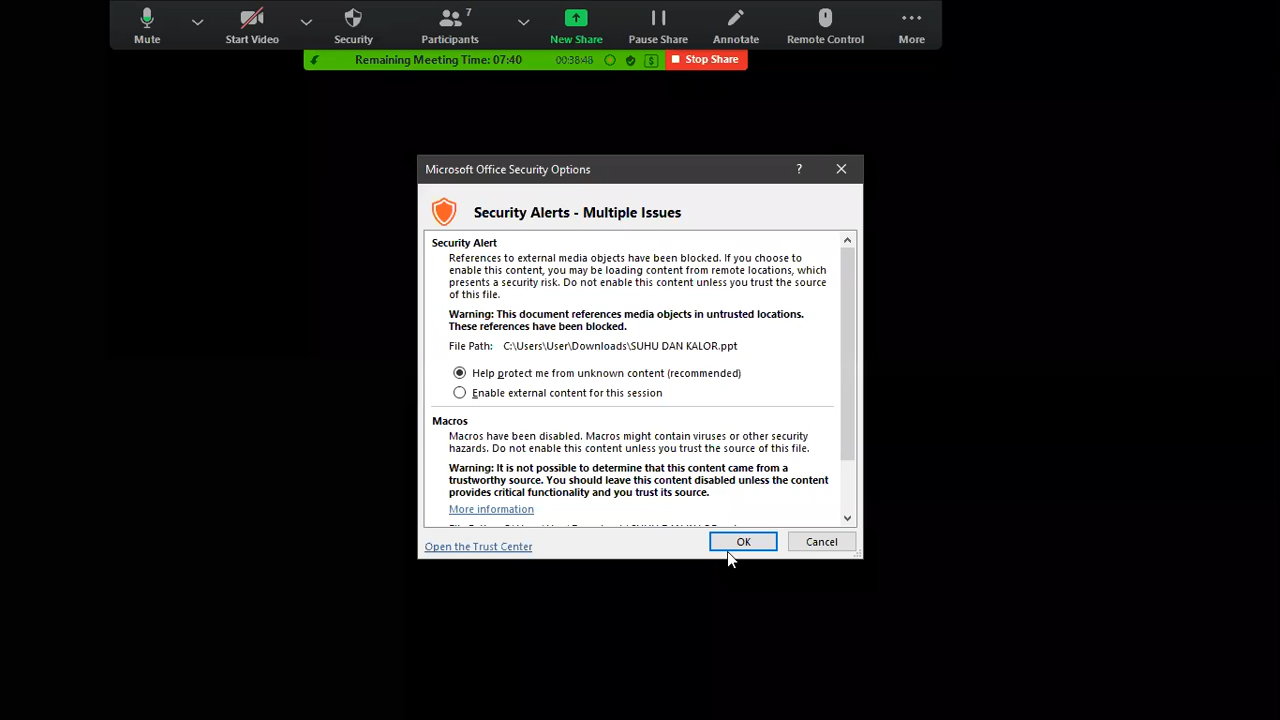 Mute
Start Video
Security
Participants
7
New Share
Pause Share
Annotate
Remote Control
More
Remaining Meeting Time: 07:40
00:38:48
Stop Share
Microsoft Office Security Options
?
Security Alerts - Multiple Issues
Security Alert
References to external media objects have been blocked. If you choose to
enable this content, you may be loading content from remote locations, which
presents a security risk. Do not enable this content unless you trust the source
of this file.
Warning: This document references media objects in untrusted locations.
These references have been blocked.
File Path: C:\Users\User\Downloads\SUHU DAN KALOR.ppt
Help protect me from unknown content (recommended)
Enable external content for this session
Macros
Macros have been disabled. Macros might contain viruses or other security
hazards. Do not enable this content unless you trust the source of this file.
Warning: It is not possible to determine that this content came from a
trustworthy source. You should leave this content disabled unless the content
provides critical functionality and you trust its source.
More information
Open the Trust Center
OK
Cancel